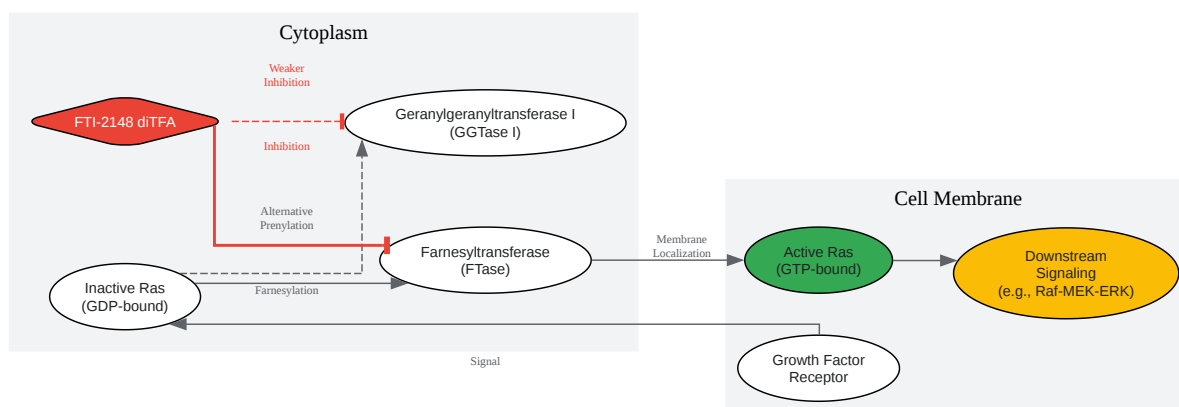 Cytoplasm
Weaker
Inhibition
FTI-2148 diTFA
Geranylgeranyltransferase I
(GGTase I)
Inhibition
Alternative
Prenylation
Farnesyltransferase
(FTase)
Inactive Ras
(GDP-bound)
Farnesylation
Membrane
Localization
Cell Membrane
Active Ras
(GTP-bound)
Downstream
Signaling
(e.g., Raf-MEK-ERK)
Signal
Growth Factor
Receptor